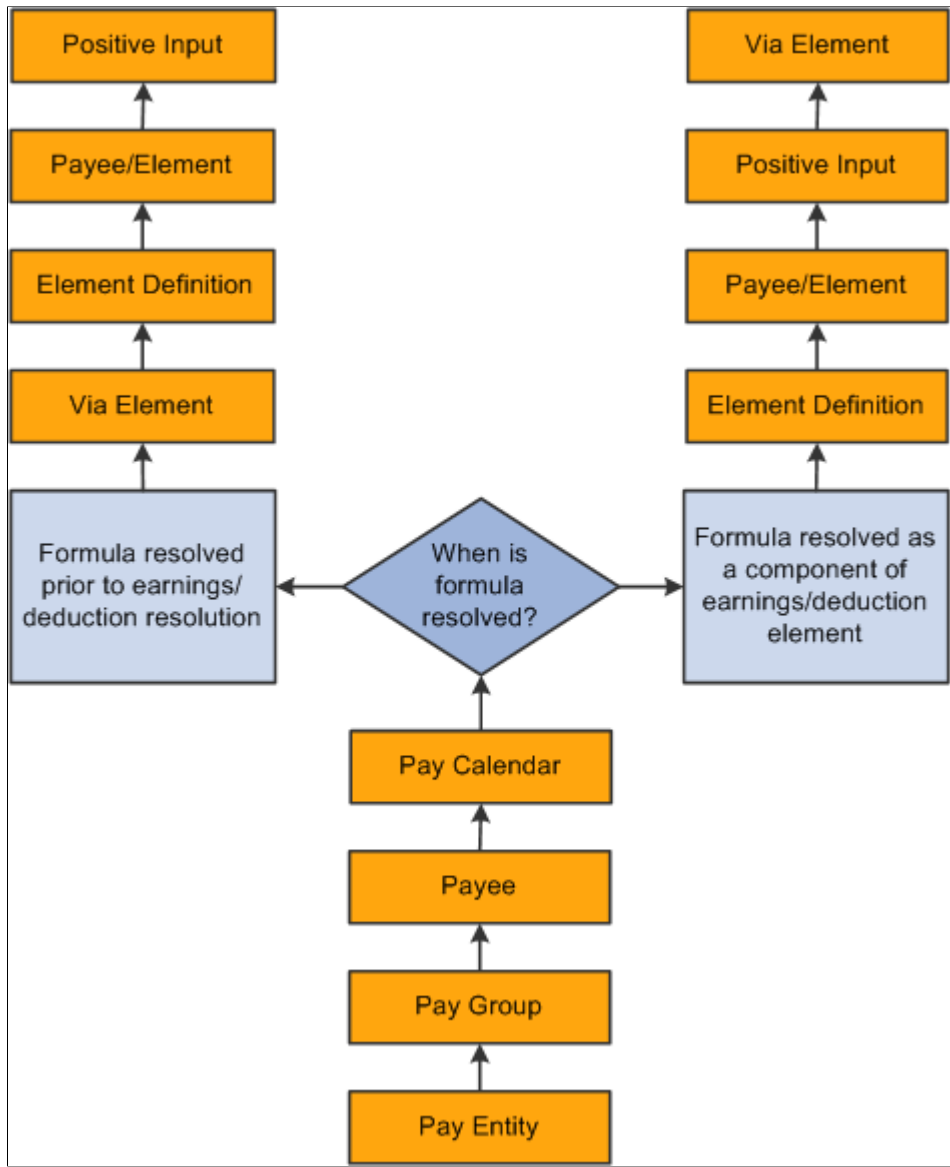 Positive Input
Via Element
Payee/Element
Positive Input
Element Definition
Payee/Element
Via Element
Element Definition
Formula resolved
prior to earnings/
deduction resolution
When is
formula
resolved?
Formula resolved as
a component of
earnings/deduction
element
Pay Calendar
Payee
Pay Group
Pay Entity